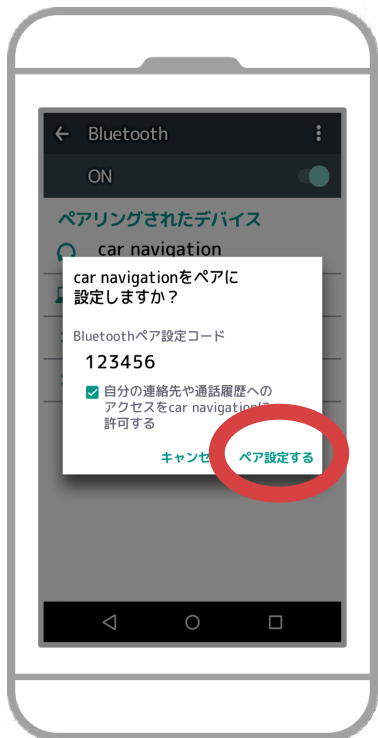 Bluetooth
ON
ペアリングされたデバイス
car navigation
car navigationをペアに
設定しますか？
Bluetoothペア設定コード
123456
自分の連絡先や通話履歴への
アクセスをcar navigationに
許可する
キャンセ
ペア設定する